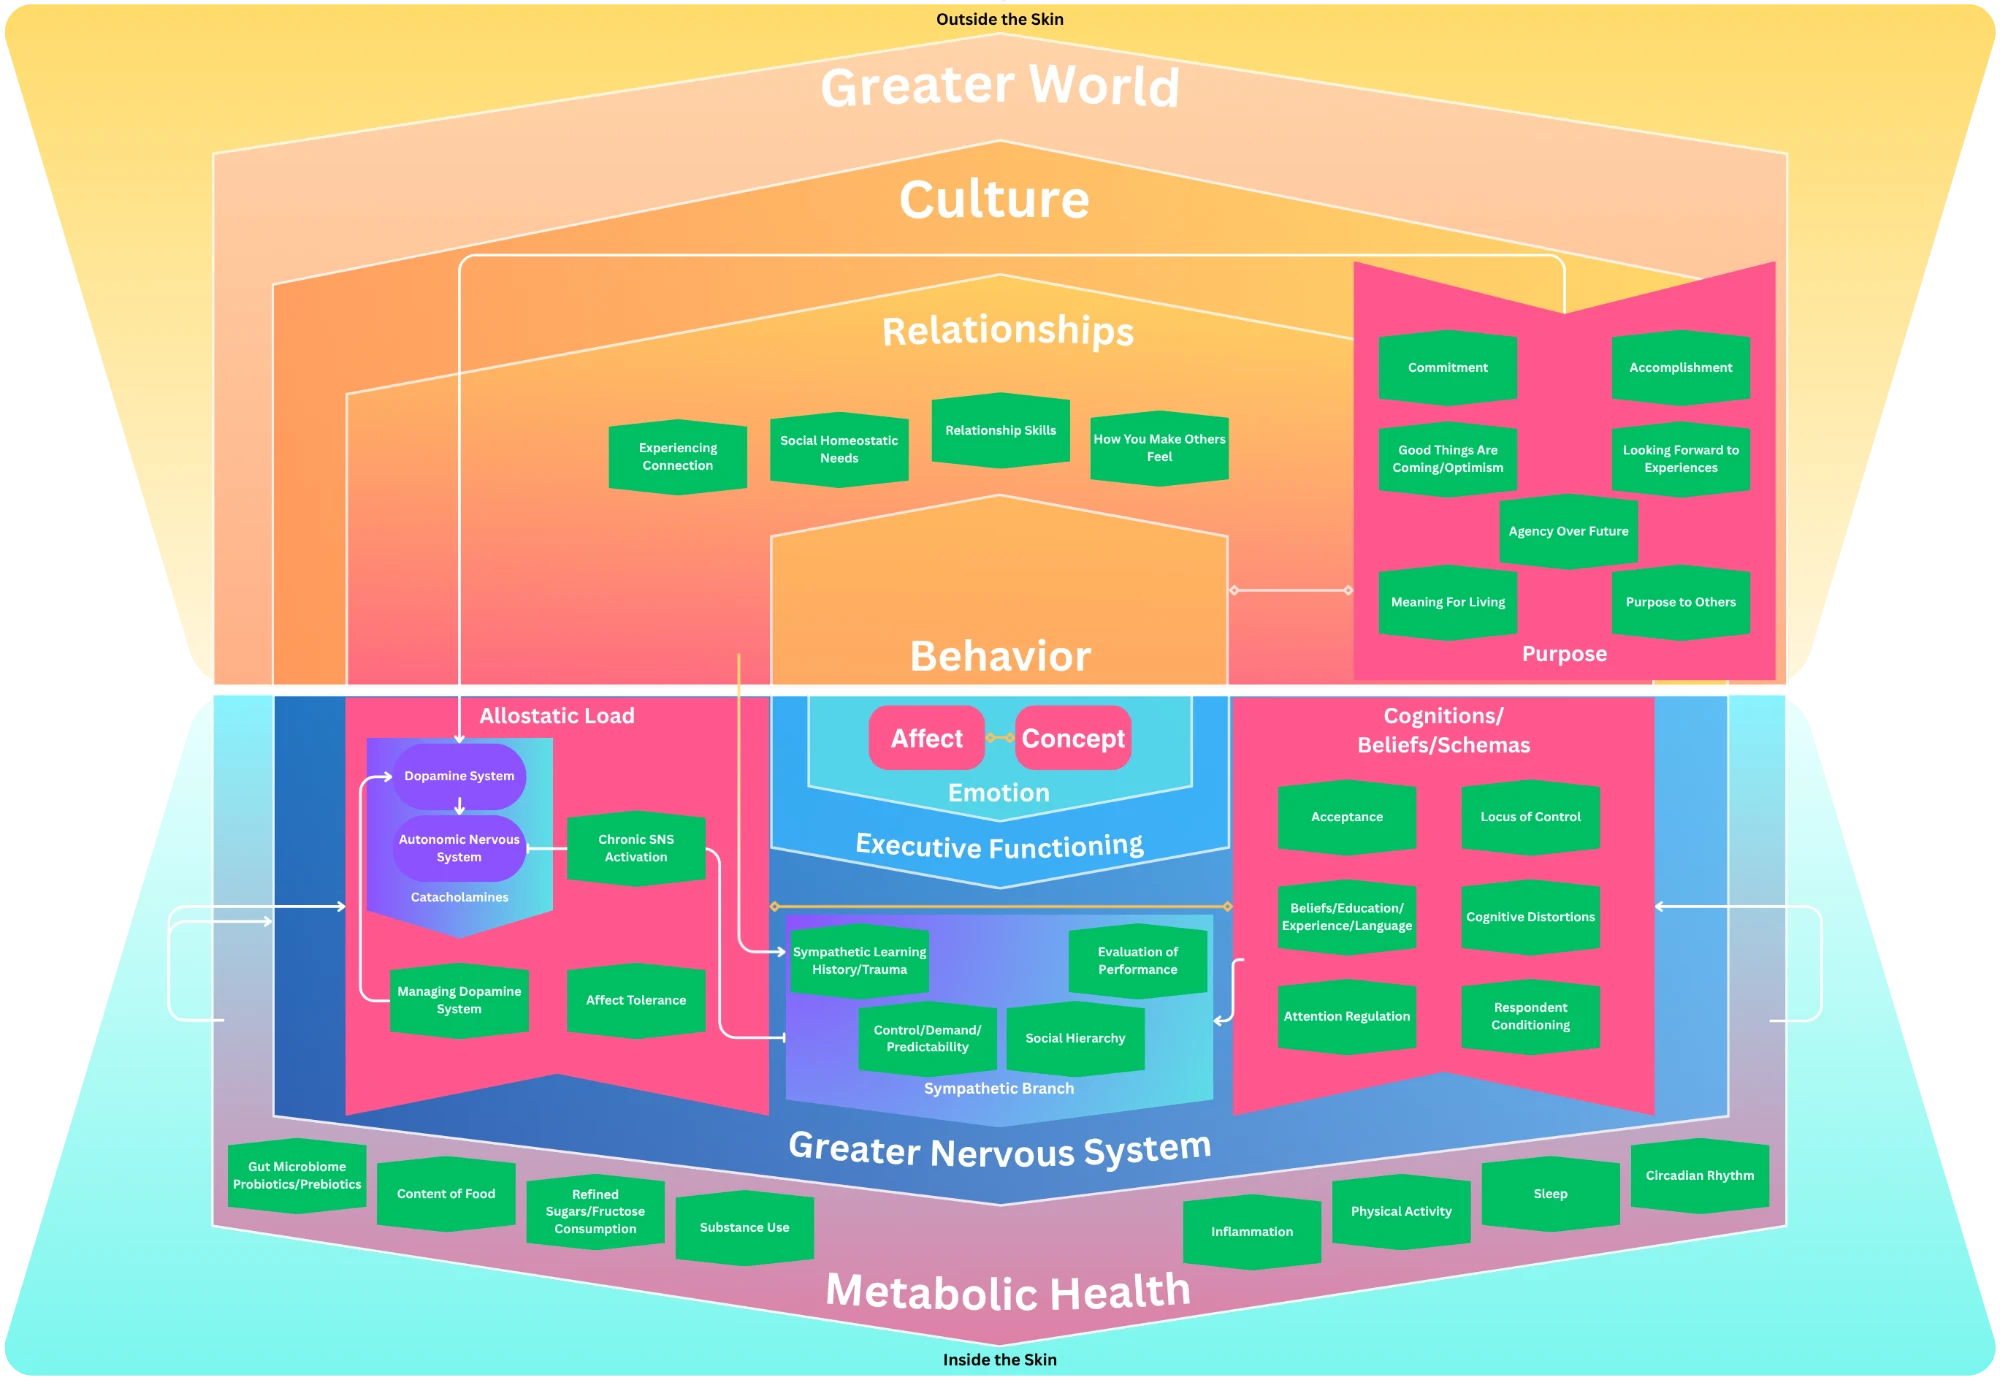 Outside the Skin
Greater World
Culture
Relationships
Experiencing
Connection
Social Homeostatic
Needs
Relationship Skills
How You Make Others
Feel
Commitment
Accomplishment
Good Things Are
Coming/Optimism
Looking Forward to
Experiences
Agency Over Future
Meaning For Living
Purpose to Others
Purpose
Behavior
Allostatic Load
Dopamine System
Autonomic Nervous
System
Catacholamines
Chronic SNS
Activation
Managing Dopamine
System
Affect Tolerance
Affect
Concept
Emotion
Executive Functioning
Sympathetic Learning
History/Trauma
Evaluation of
Performance
Control/Demand/
Predictability
Social Hierarchy
Sympathetic Branch
Cognitions/
Beliefs/Schemas
Acceptance
Locus of Control
Beliefs/Education/
Experience/Language
Cognitive Distortions
Attention Regulation
Respondent
Conditioning
Greater Nervous System
Gut Microbiome
Probiotics/Prebiotics
Content of Food
Refined
Sugars/Fructose
Consumption
Substance Use
Inflammation
Physical Activity
Sleep
Circadian Rhythm
Metabolic Health
Inside the Skin